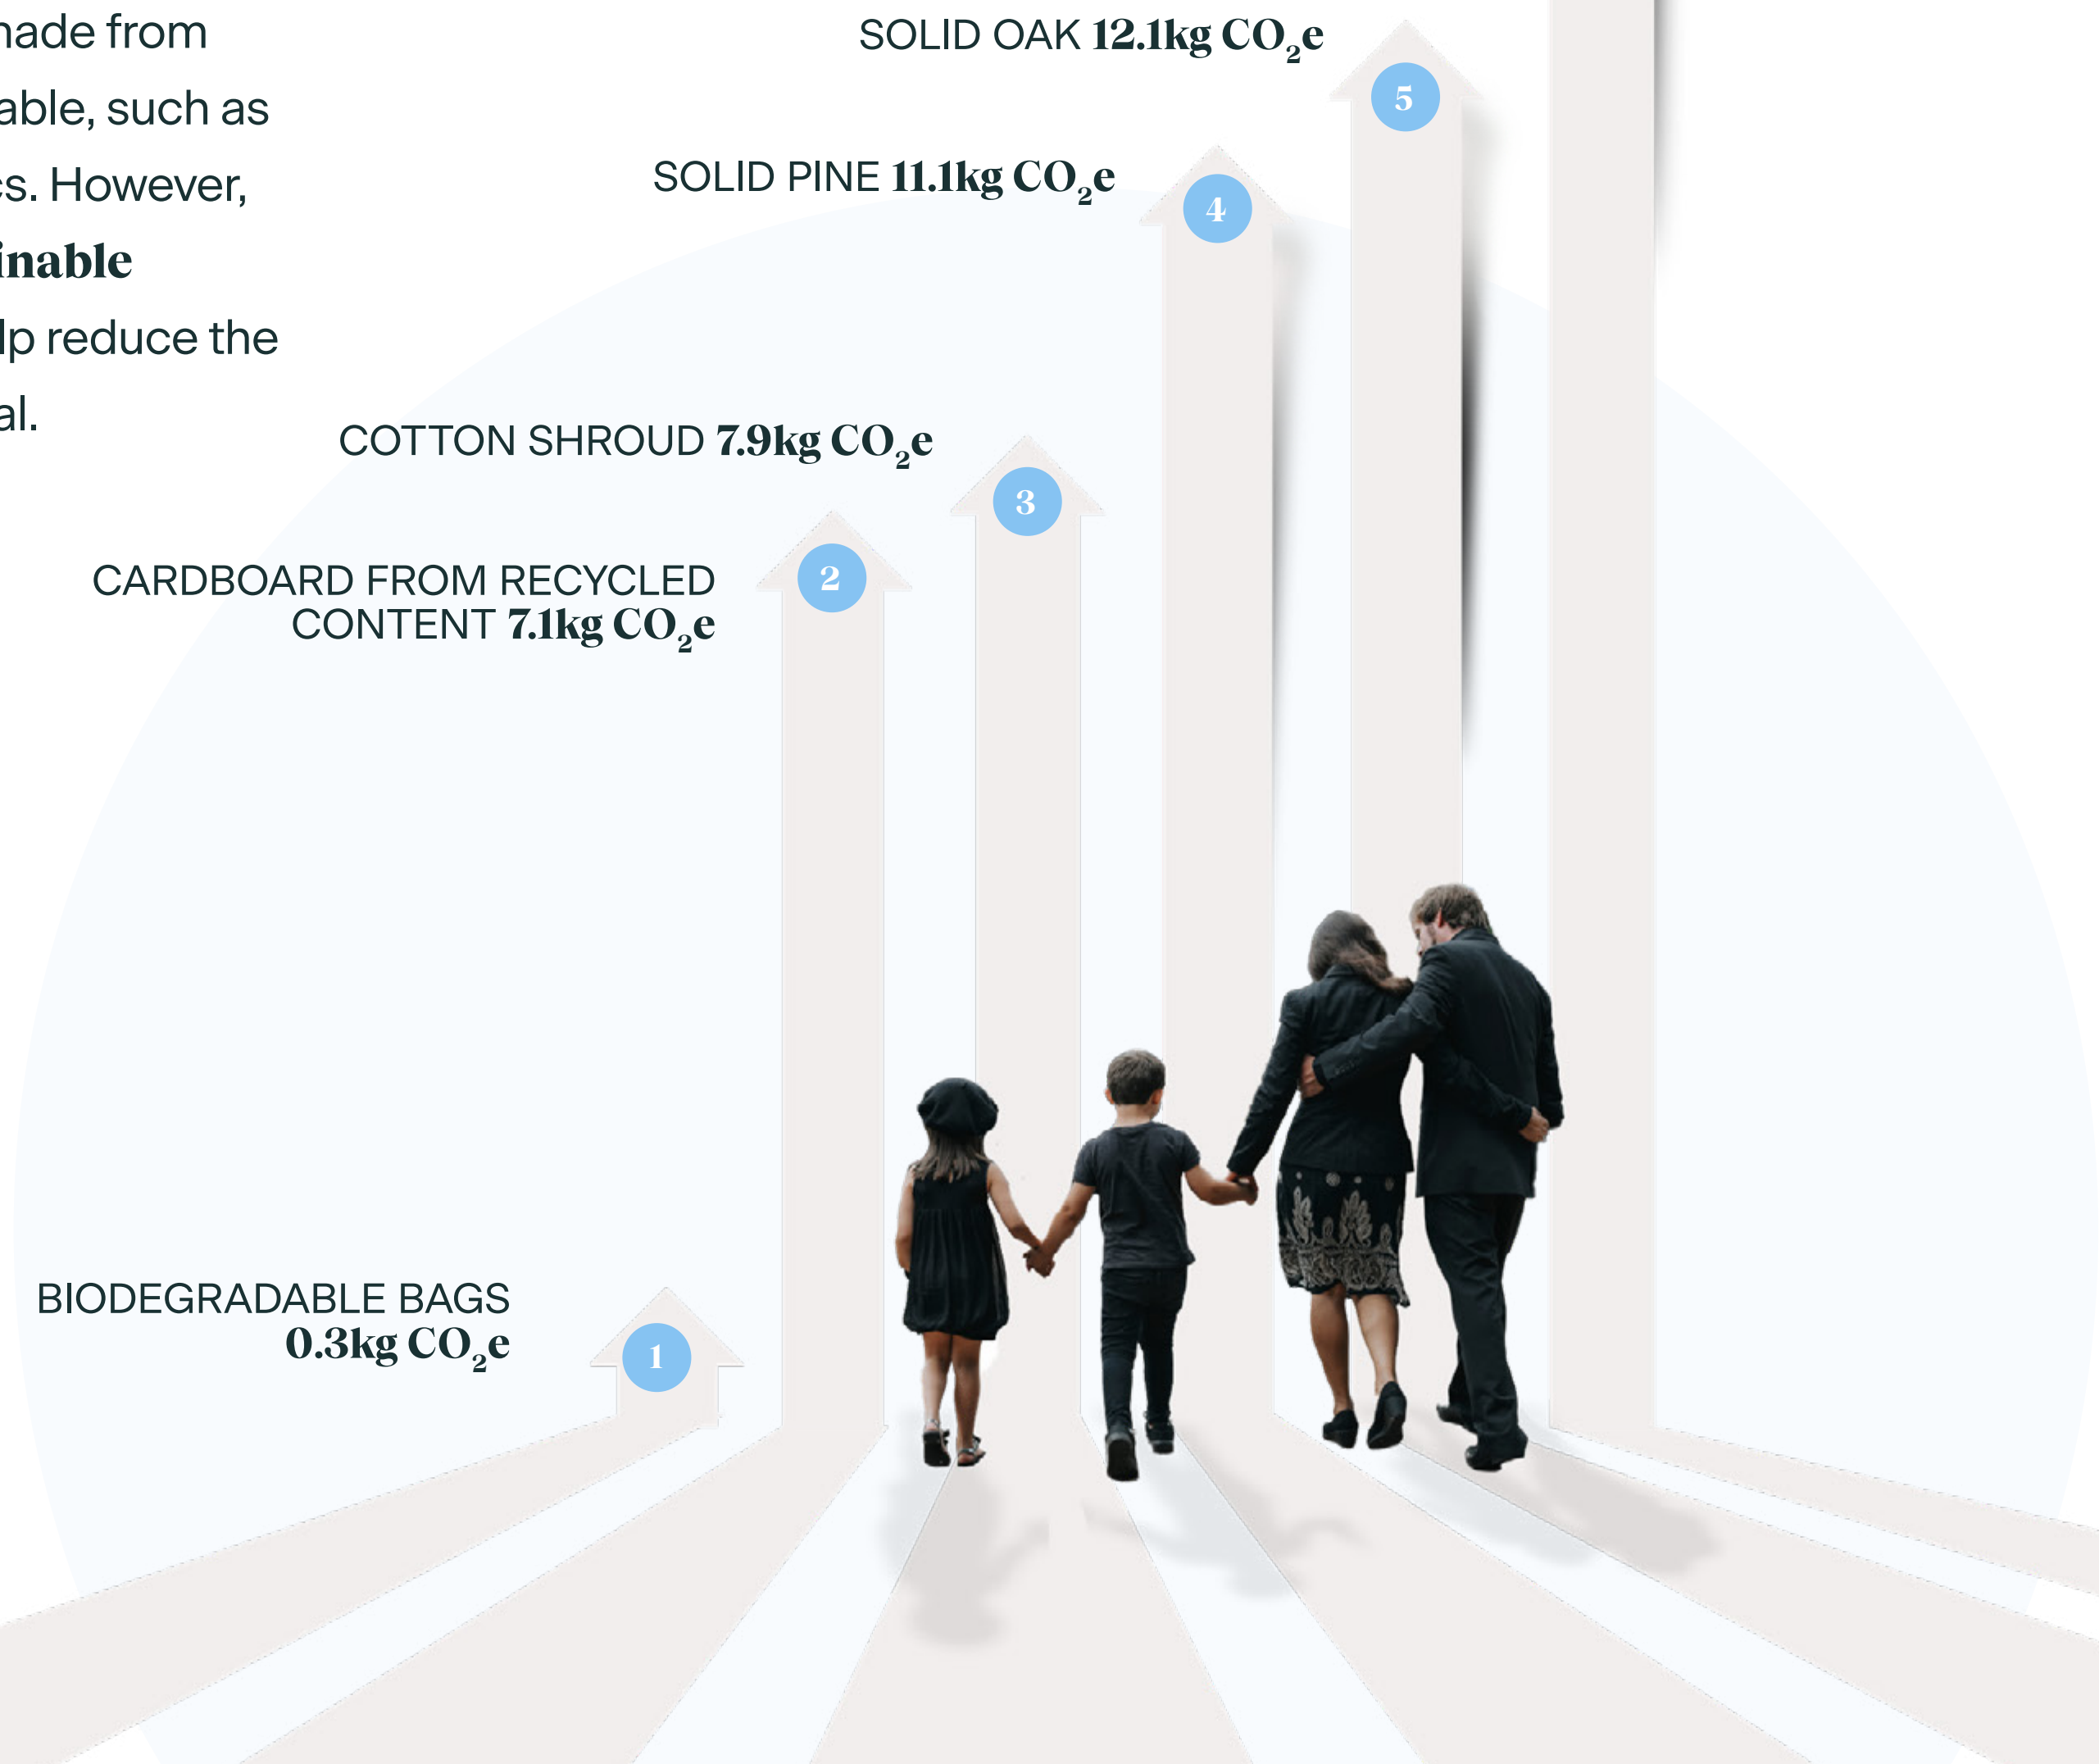 made from
able, such as
cs. However,
inable
lp reduce the
al.
SOLID OAK 12.1kg CO₂e
5
SOLID PINE 11.1kg CO₂e
4
COTTON SHROUD 7.9kg CO₂e
3
CARDBOARD FROM RECYCLED
CONTENT 7.1kg CO₂e
2
BIODEGRADABLE BAGS
0.3kg CO₂e
1